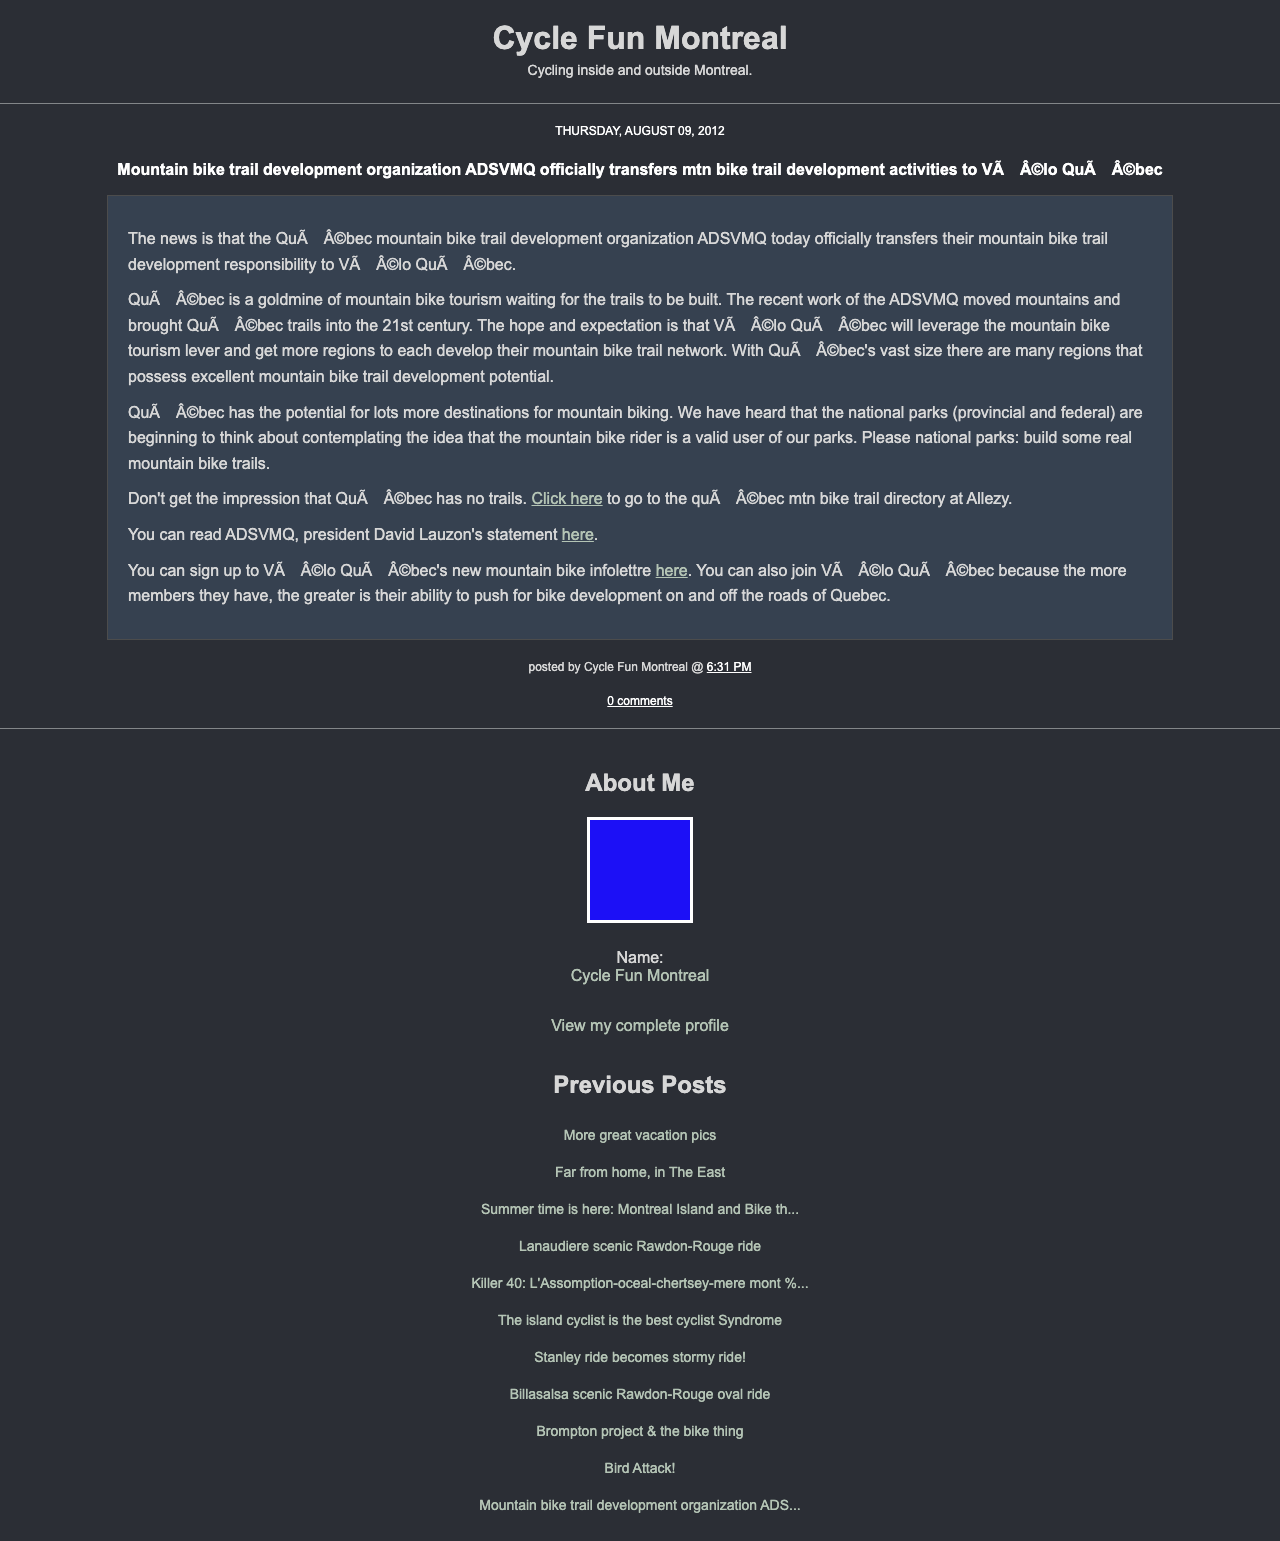 Cycle Fun Montreal
Cycling inside and outside Montreal.
THURSDAY, AUGUST 09, 2012
Mountain bike trail development organization ADSVMQ officially transfers mtn bike trail development activities to VÃ Â©lo QuÃ Â©bec
The news is that the QuÃ Â©bec mountain bike trail development organization ADSVMQ today officially transfers their mountain bike trail
development responsibility to VÃ Â©lo QuÃ Â©bec.
QuÃ Â©bec is a goldmine of mountain bike tourism waiting for the trails to be built. The recent work of the ADSVMQ moved mountains and
brought QuÃ Â©bec trails into the 21st century. The hope and expectation is that VÃ Â©lo QuÃ Â©bec will leverage the mountain bike
tourism lever and get more regions to each develop their mountain bike trail network. With QuÃ Â©bec's vast size there are many regions that
possess excellent mountain bike trail development potential.
QuÃ Â©bec has the potential for lots more destinations for mountain biking. We have heard that the national parks (provincial and federal) are
beginning to think about contemplating the idea that the mountain bike rider is a valid user of our parks. Please national parks: build some real
mountain bike trails.
Don't get the impression that QuÃ Â©bec has no trails. Click here to go to the quÃ Â©bec mtn bike trail directory at Allezy.
You can read ADSVMQ, president David Lauzon's statement here.
You can sign up to VÃ Â©lo QuÃ Â©bec's new mountain bike infolettre here. You can also join VÃ Â©lo QuÃ Â©bec because the more
members they have, the greater is their ability to push for bike development on and off the roads of Quebec.
posted by Cycle Fun Montreal @ 6:31 PM
0 comments
About Me
Name:
Cycle Fun Montreal
View my complete profile
Previous Posts
More great vacation pics
Far from home, in The East
Summer time is here: Montreal Island and Bike th...
Lanaudiere scenic Rawdon-Rouge ride
Killer 40: L'Assomption-oceal-chertsey-mere mont %...
The island cyclist is the best cyclist Syndrome
Stanley ride becomes stormy ride!
Billasalsa scenic Rawdon-Rouge oval ride
Brompton project & the bike thing
Bird Attack!
Mountain bike trail development organization ADS...